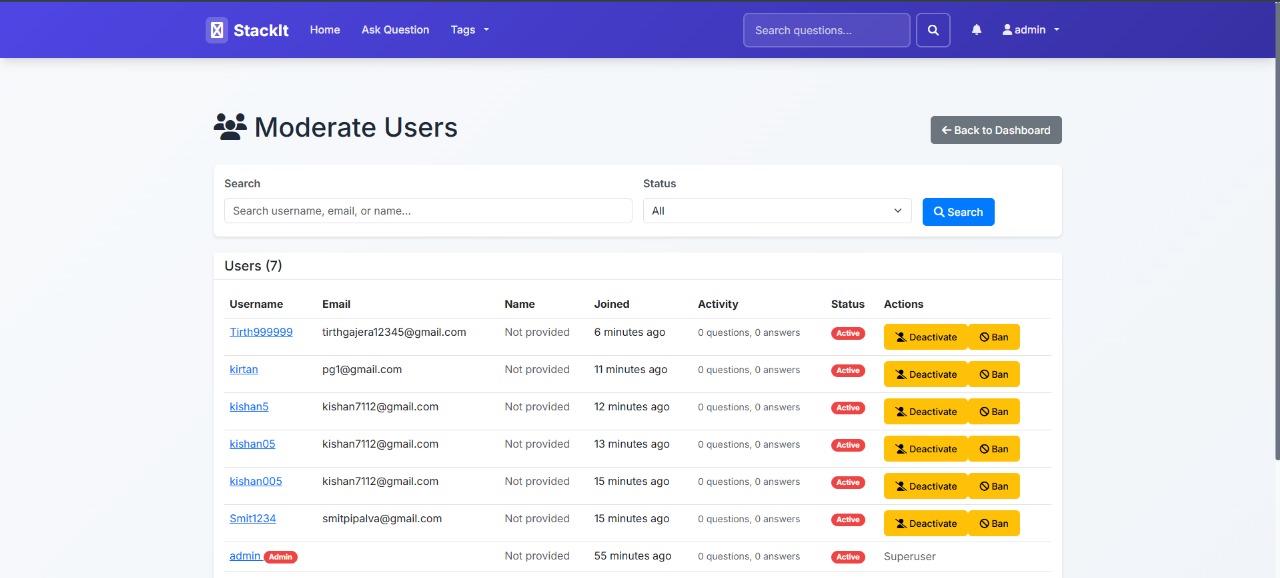 StackIt Home Ask Question Tags Search questions... admin
Moderate Users
Back to Dashboard
Search Status
Search username, email, or name... All Search
Users (7)
Username Email Name Joined Activity Status Actions
Tirth999999 tirthgajera12345@gmail.com Not provided 6 minutes ago 0 questions, 0 answers Active Deactivate Ban
kirtan pg1@gmail.com Not provided 11 minutes ago 0 questions, 0 answers Active Deactivate Ban
kishan5 kishan7112@gmail.com Not provided 12 minutes ago 0 questions, 0 answers Active Deactivate Ban
kishan05 kishan7112@gmail.com Not provided 13 minutes ago 0 questions, 0 answers Active Deactivate Ban
kishan005 kishan7112@gmail.com Not provided 15 minutes ago 0 questions, 0 answers Active Deactivate Ban
Smit1234 smitpipalva@gmail.com Not provided 15 minutes ago 0 questions, 0 answers Active Deactivate Ban
admin Admin Not provided 55 minutes ago 0 questions, 0 answers Active Superuser